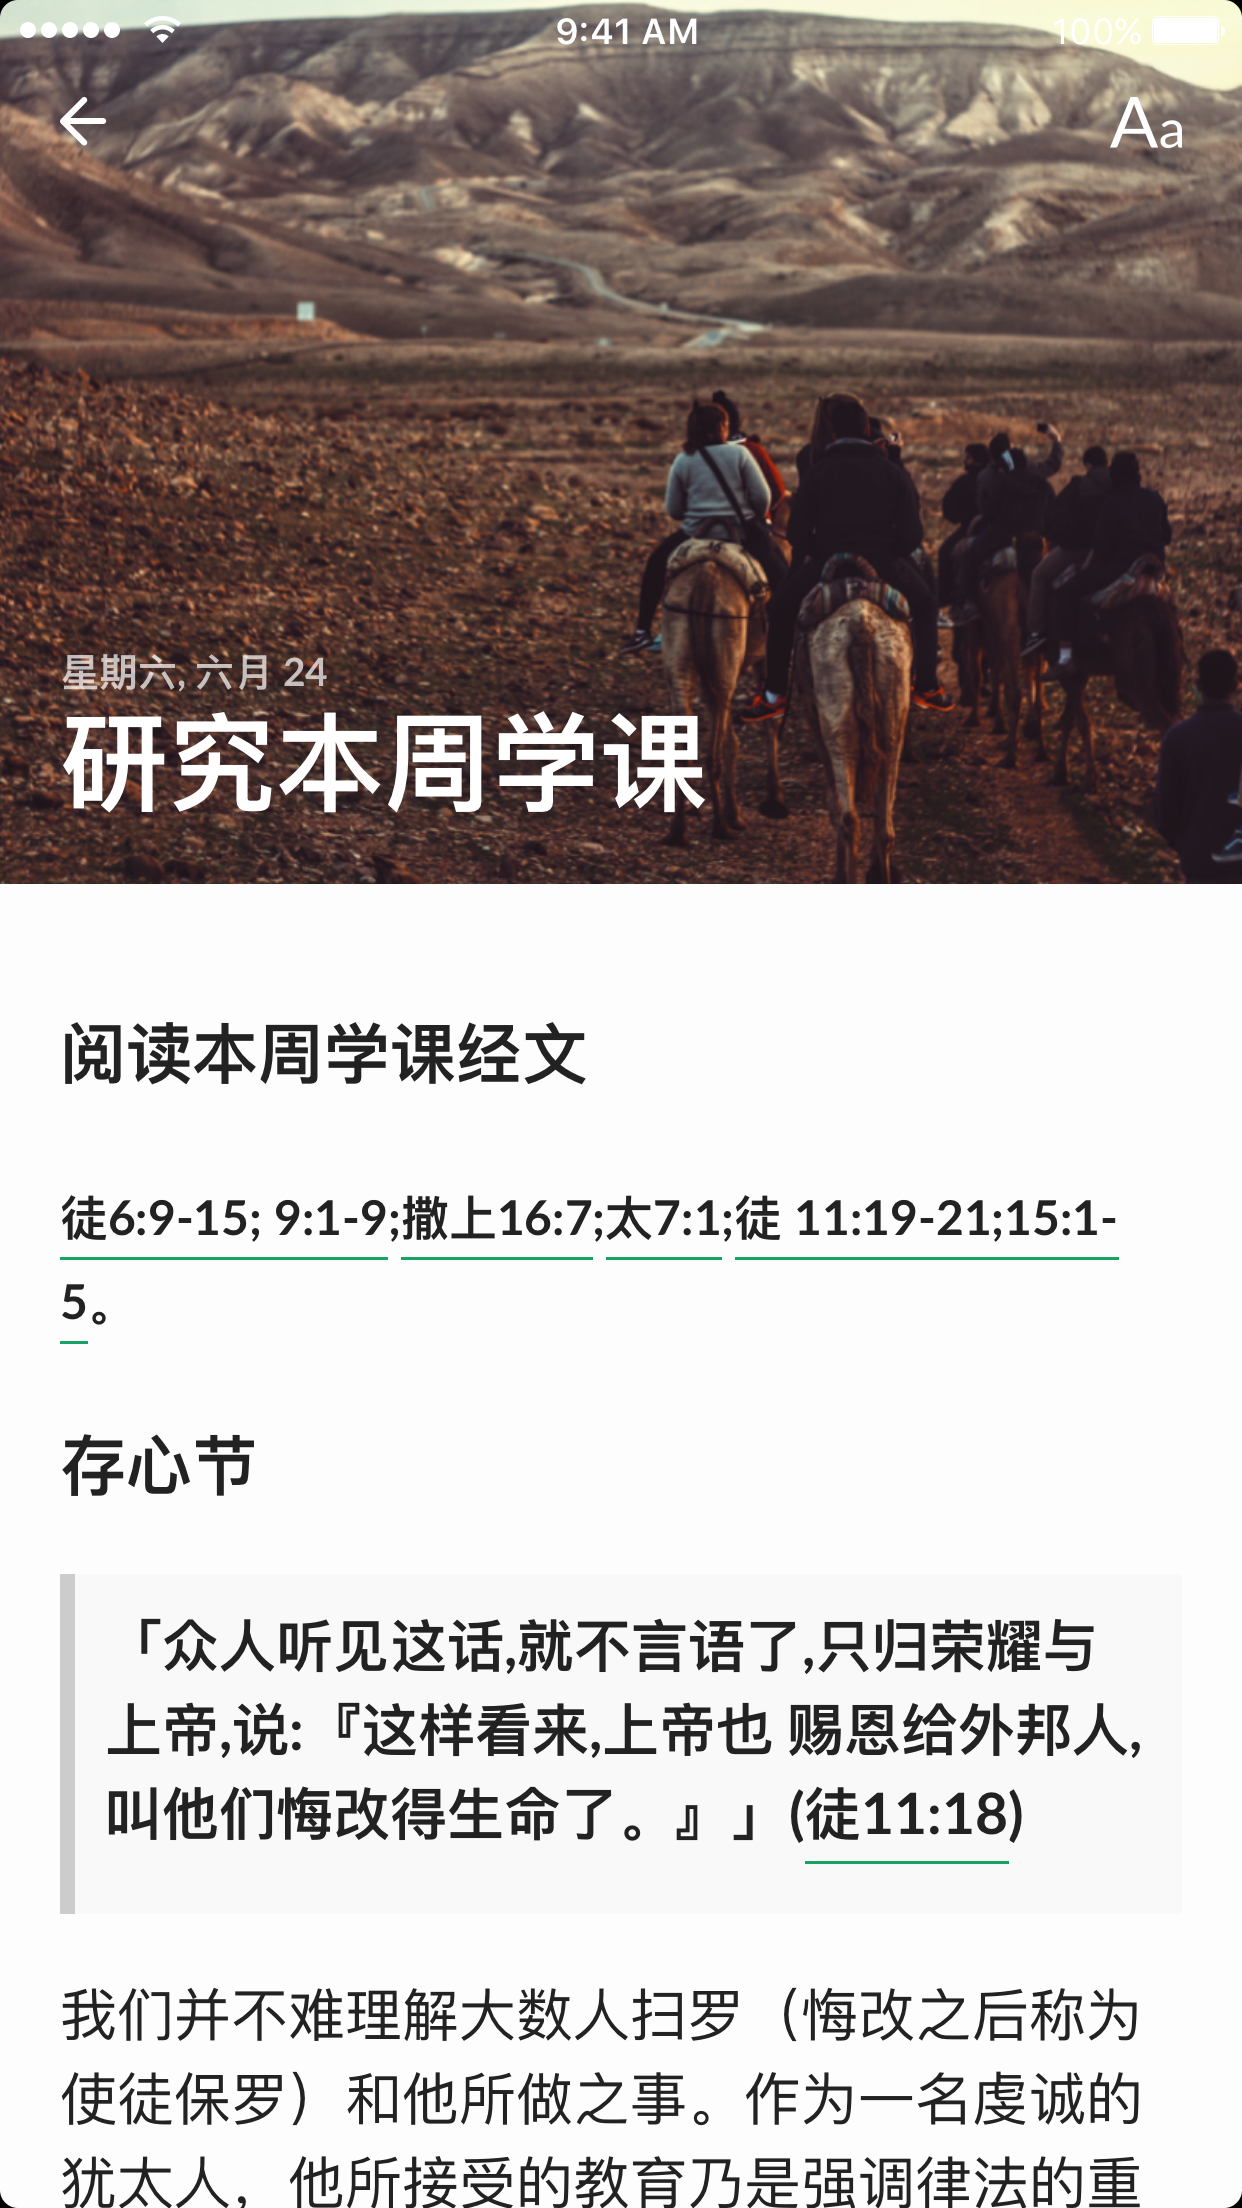 9:41 AM
100%
Aa
星期六, 六月 24
研究本周学课
阅读本周学课经文
徒6:9-15; 9:1-9;撒上16:7;太7:1;徒 11:19-21;15:1-
5。
存心节
「众人听见这话,就不言语了,只归荣耀与
上帝,说:『这样看来,上帝也 赐恩给外邦人,
叫他们悔改得生命了。』」(徒11:18)
我们并不难理解大数人扫罗（悔改之后称为
使徒保罗）和他所做之事。作为一名虔诚的
犹太人，他所接受的教育乃是强调律法的重